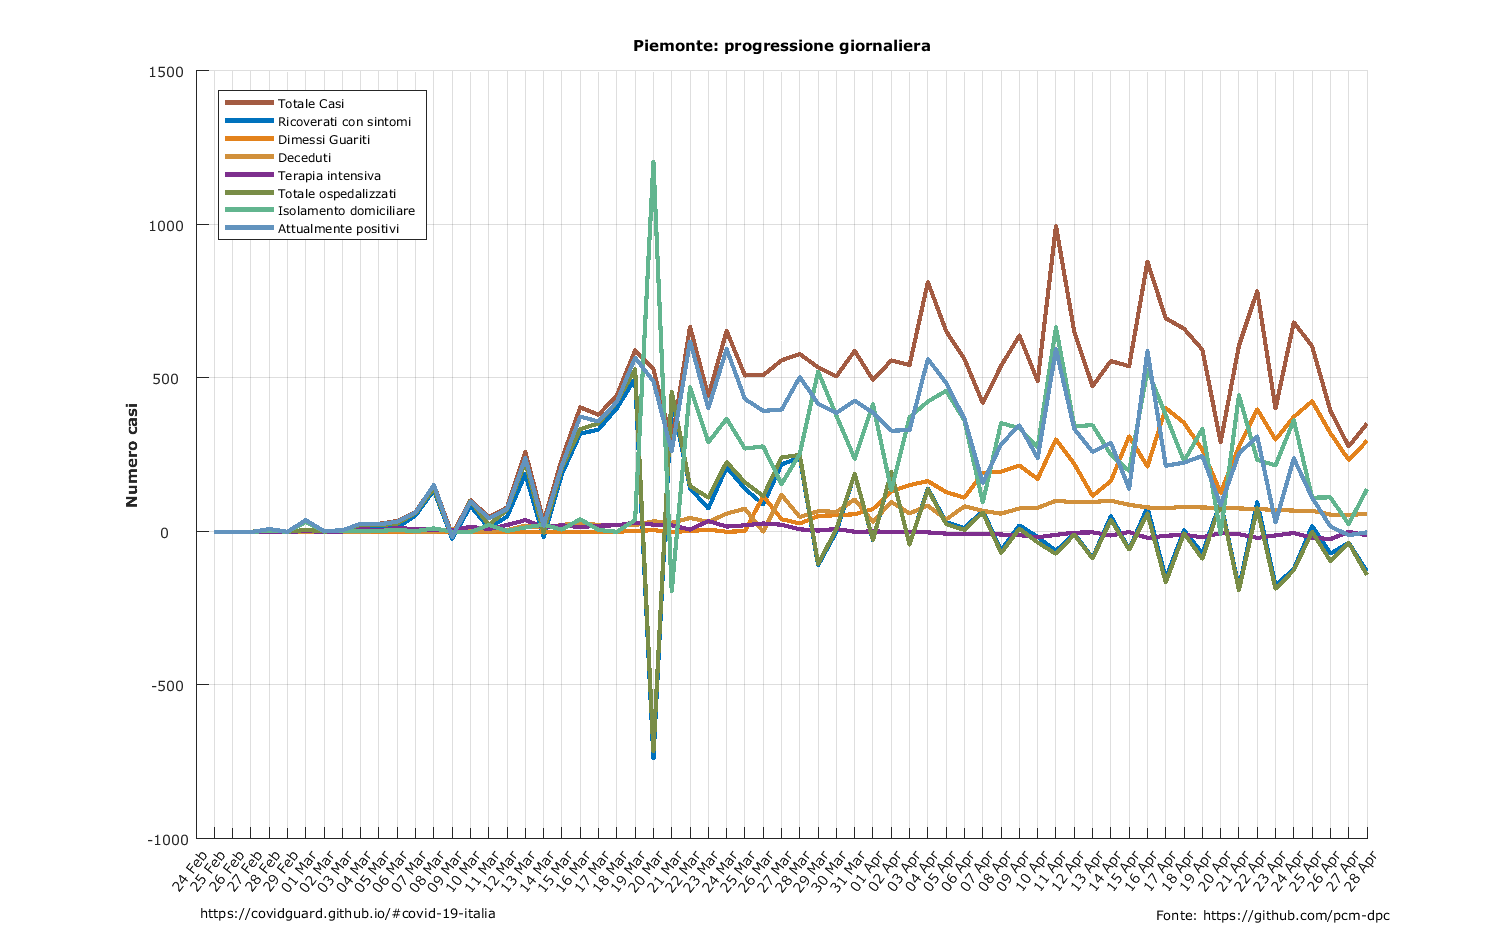 Piemonte: progressione giornaliera
1500
1000
500
0
-500
-1000
Numero casi
Totale Casi
Ricoverati con sintomi
Dimessi Guariti
Deceduti
Terapia intensiva
Totale ospedalizzati
Isolamento domiciliare
Attualmente positivi
24 Feb
25 Feb
26 Feb
27 Feb
28 Feb
29 Feb
01 Mar
02 Mar
03 Mar
04 Mar
05 Mar
06 Mar
07 Mar
08 Mar
09 Mar
10 Mar
11 Mar
12 Mar
13 Mar
14 Mar
15 Mar
16 Mar
17 Mar
18 Mar
19 Mar
20 Mar
21 Mar
22 Mar
23 Mar
24 Mar
25 Mar
26 Mar
27 Mar
28 Mar
29 Mar
30 Mar
31 Mar
01 Apr
02 Apr
03 Apr
04 Apr
05 Apr
06 Apr
07 Apr
08 Apr
09 Apr
10 Apr
11 Apr
12 Apr
13 Apr
14 Apr
15 Apr
16 Apr
17 Apr
18 Apr
19 Apr
20 Apr
21 Apr
22 Apr
23 Apr
24 Apr
25 Apr
26 Apr
27 Apr
28 Apr
https://covidguard.github.io/#covid-19-italia
Fonte: https://github.com/pcm-dpc